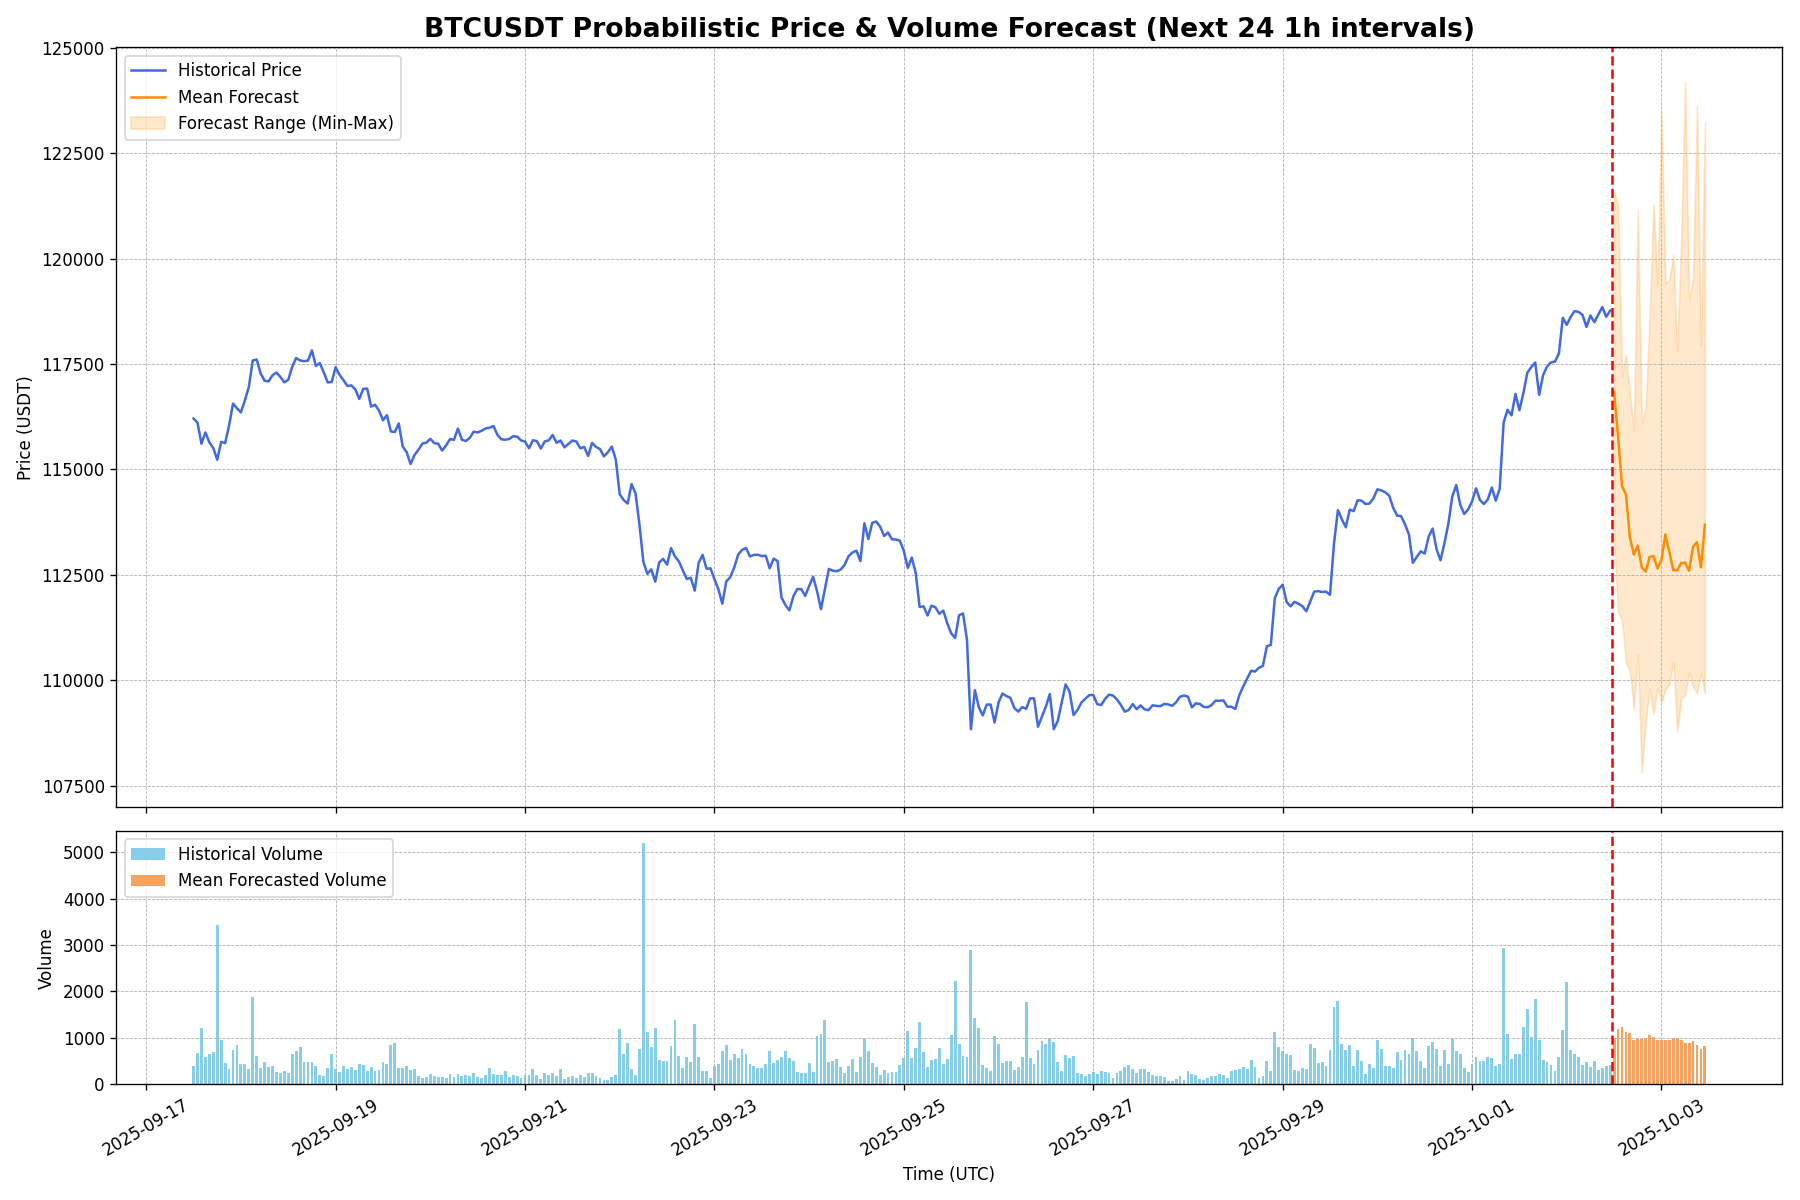 BTCUSDT Probabilistic Price & Volume Forecast (Next 24 1h intervals)
125000
122500
120000
117500
115000
112500
110000
107500
Price (USDT)
Historical Price
Mean Forecast
Forecast Range (Min-Max)
5000
4000
3000
2000
1000
0
Volume
Historical Volume
Mean Forecasted Volume
2025-09-17
2025-09-19
2025-09-21
2025-09-23
2025-09-25
2025-09-27
2025-09-29
2025-10-01
2025-10-03
Time (UTC)